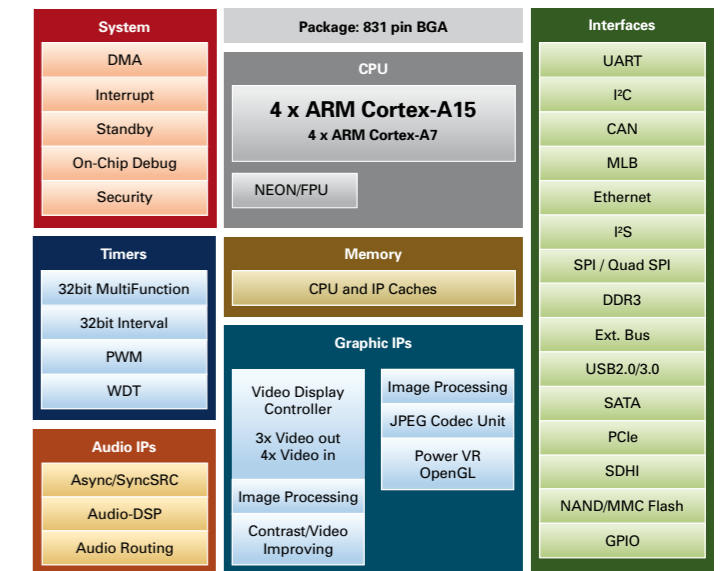 System
DMA
Interrupt
Standby
On-Chip Debug
Security
Timers
32bit MultiFunction
32bit Interval
PWM
WDT
Audio IPs
Async/SyncSRC
Audio-DSP
Audio Routing
Package: 831 pin BGA
CPU
4 x ARM Cortex-A15
4 x ARM Cortex-A7
NEON/FPU
Memory
CPU and IP Caches
Graphic IPs
Video Display
Controller
3x Video out
4x Video in
Image Processing
Contrast/Video
Improving
Image Processing
JPEG Codec Unit
Power VR
OpenGL
Interfaces
UART
I²C
CAN
MLB
Ethernet
I²S
SPI / Quad SPI
DDR3
Ext. Bus
USB2.0/3.0
SATA
PCIe
SDHI
NAND/MMC Flash
GPIO